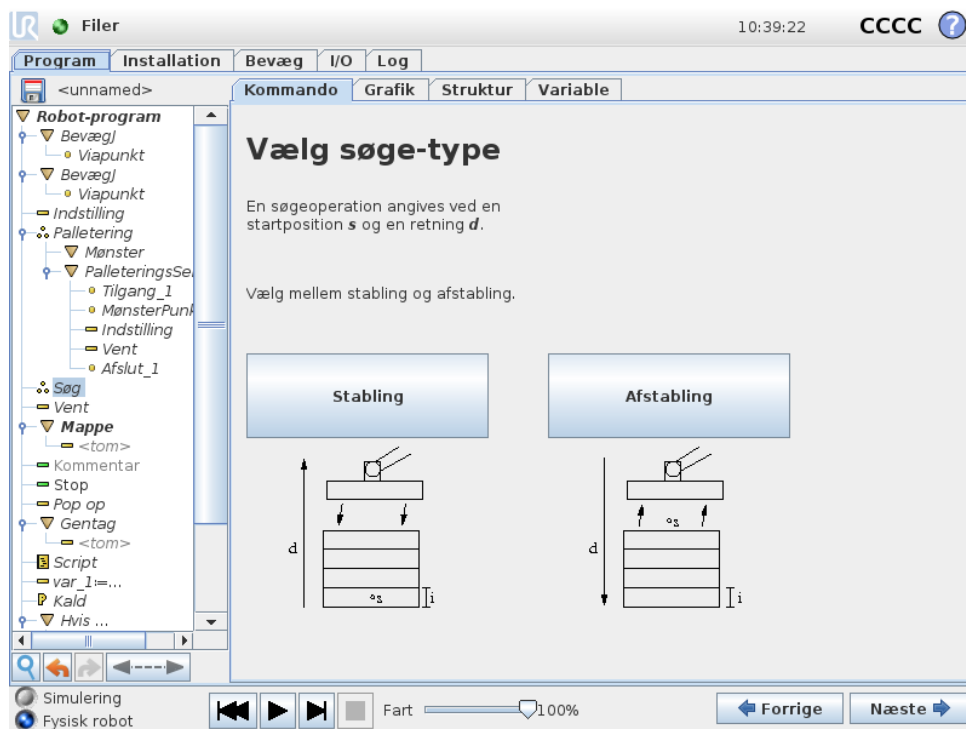 UR Filer 10:39:22 CCCC ?
Program Installation Bevæg I/O Log
<unnamed>
Kommando Grafik Struktur Variable
Robot-program
BevægJ
Viapunkt
BevægJ
Viapunkt
Indstilling
Palletering
Mønster
PalleteringsSe
Tilgang_1
MønsterPunk
Indstilling
Vent
Afslut_1
Søg
Vent
Mappe
<tom>
Kommentar
Stop
Pop op
Gentag
<tom>
Script
var_1:=...
Kald
Hvis ...
Vælg søge-type
En søgeoperation angives ved en
startposition s og en retning d.
Vælg mellem stabling og afstabling.
Stabling
Afstabling
d
s
i
d
s
i
Simulering
Fysisk robot
Fart 100%
Forrige
Næste